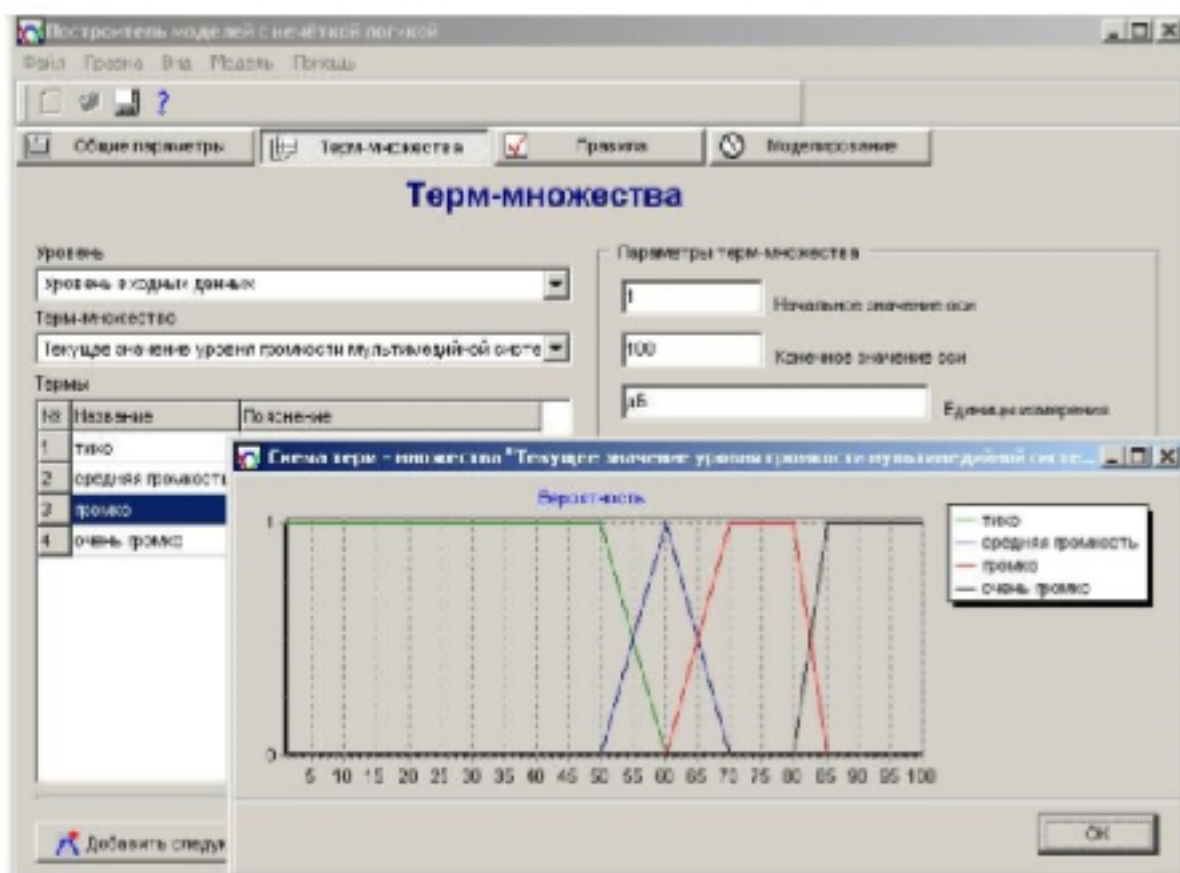 Построитель моделей с нечёткой логикой
Файл Правка Вид Модель Помощь
Общие параметры Терм-множества Правила Моделирование
Терм-множества
Уровень
Уровень входных данных
Терм-множество
Текущее значение уровня громкости мультимедийной систе
Термы
№ Название Пояснение
1 тихо
2 средняя громкость
3 громко
4 очень громко
Параметры терм-множества
1 Начальное значение оси
100 Конечное значение оси
дБ Единицы измерения
Схема терм - множества "Текущее значение уровня громкости мультимедийной систе...
Вероятность
1
0
5 10 15 20 25 30 35 40 45 50 55 60 65 70 75 80 85 90 95 100
тихо
средняя громкость
громко
очень громко
Добавить следую
OK